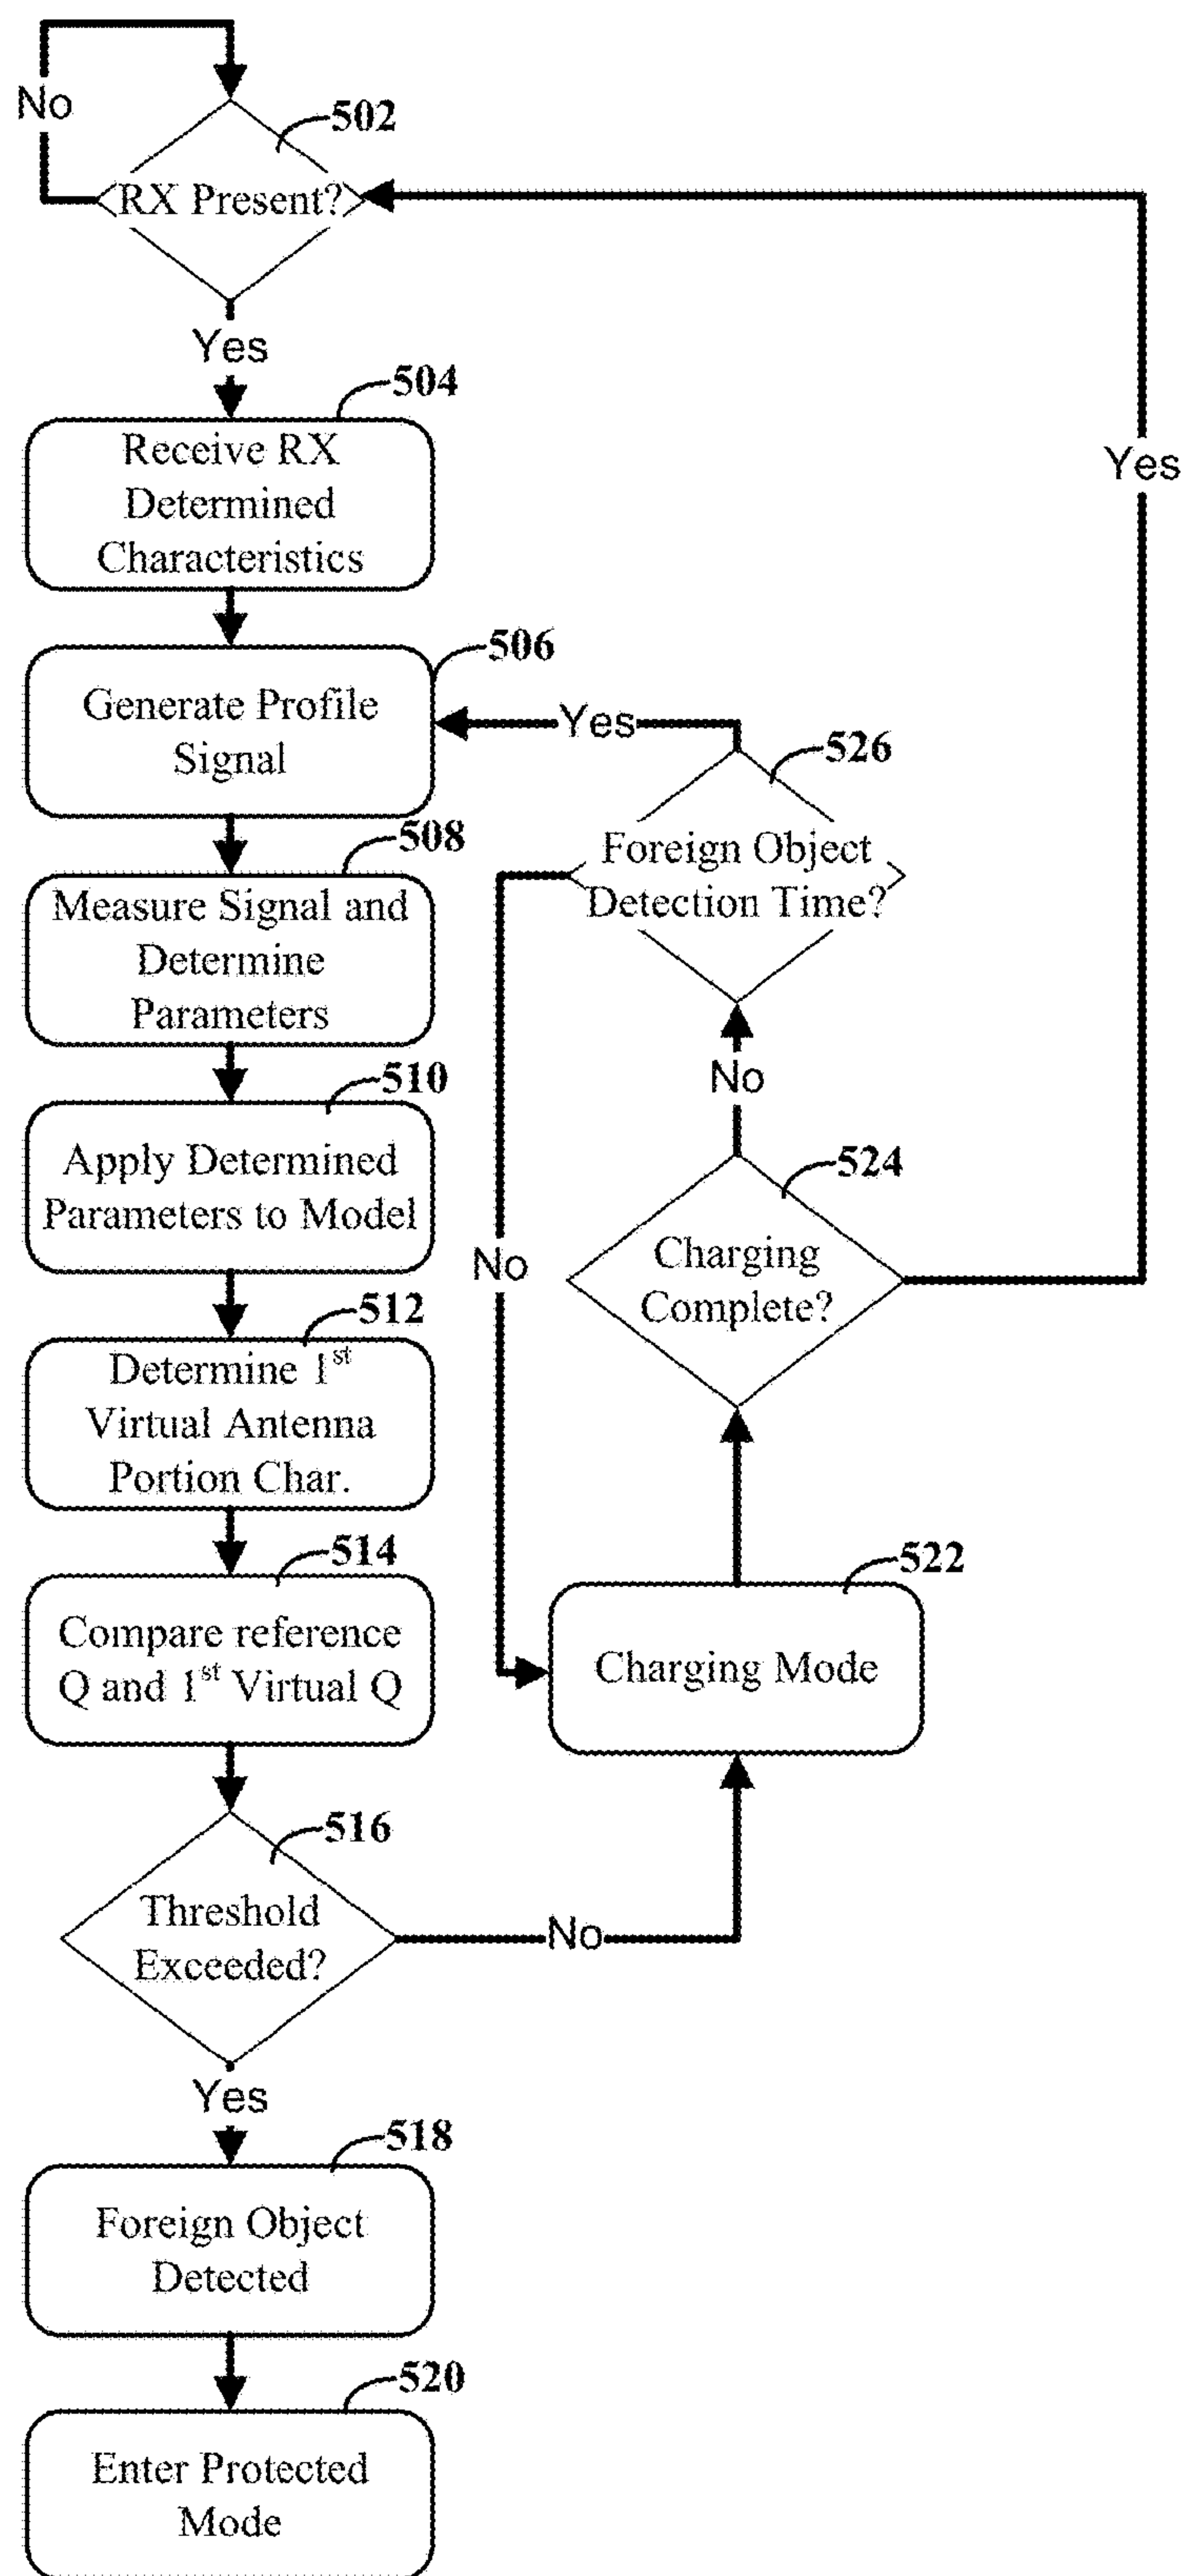 No
502
RX Present?
Yes
504
Receive RX
Determined
Characteristics
506
Generate Profile
Signal
Yes
526
508
Foreign Object
Detection Time?
Measure Signal and
Determine
Parameters
No
510
Apply Determined
Parameters to Model
524
Charging
Complete?
Yes
No
512
Determine 1st
Virtual Antenna
Portion Char.
514
Compare reference
Q and 1st Virtual Q
522
Charging Mode
516
Threshold
Exceeded?
No
Yes
518
Foreign Object
Detected
520
Enter Protected
Mode